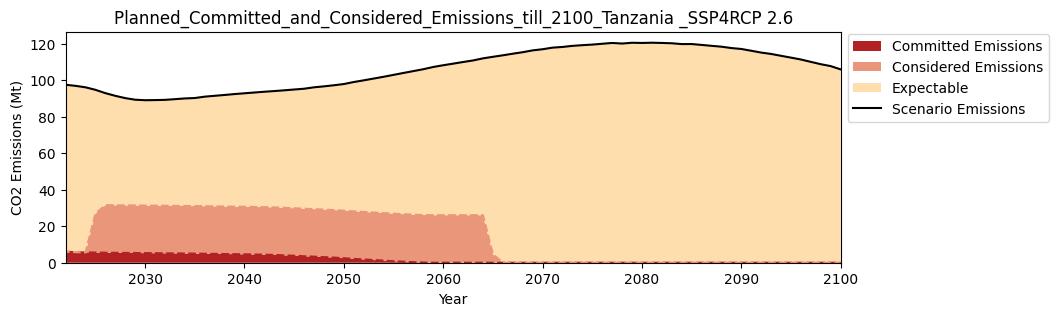 Planned_Committed_and_Considered_Emissions_till_2100_Tanzania _SSP4RCP 2.6
120
100
80
60
40
20
0
CO2 Emissions (Mt)
2030 2040 2050 2060 2070 2080 2090 2100
Year
Committed Emissions
Considered Emissions
Expectable
Scenario Emissions